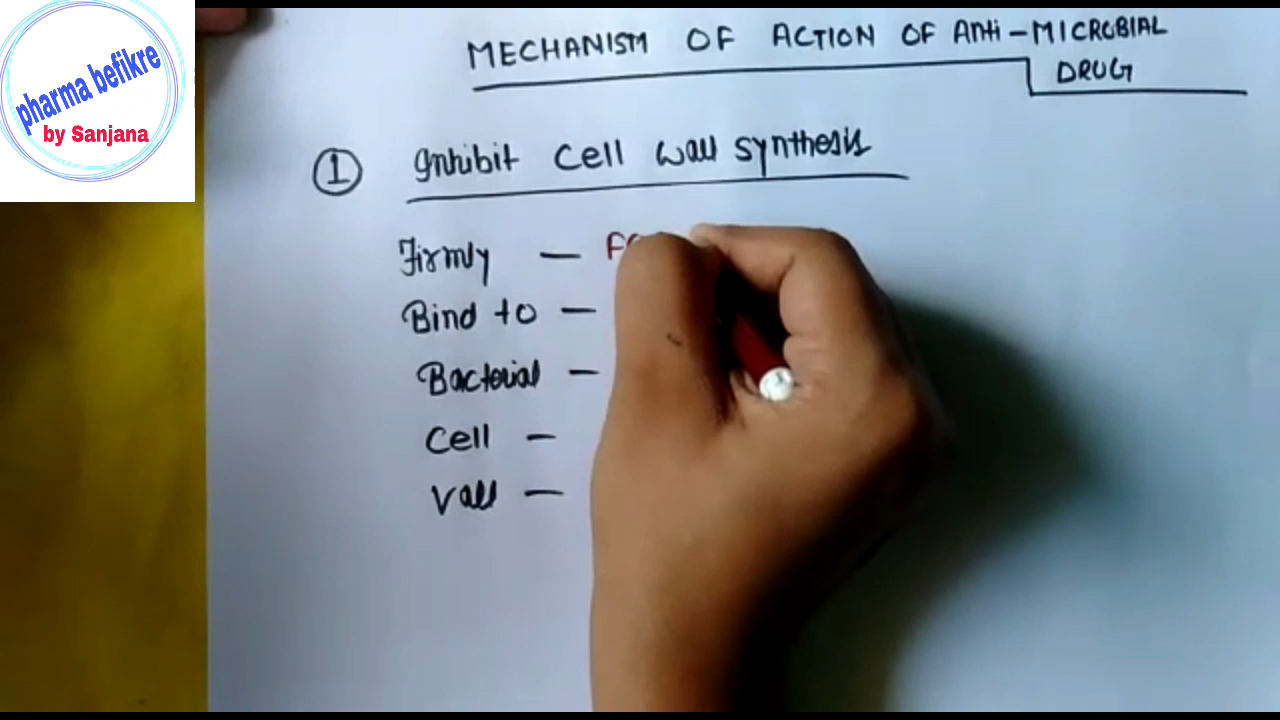 pharma befikre
by Sanjana
MECHANISM OF ACTION OF Anti-MICROBIAL
DRUG
① Inhibit Cell wall synthesis
Firmly —
Bind to —
Bacterial —
Cell —
Vall —